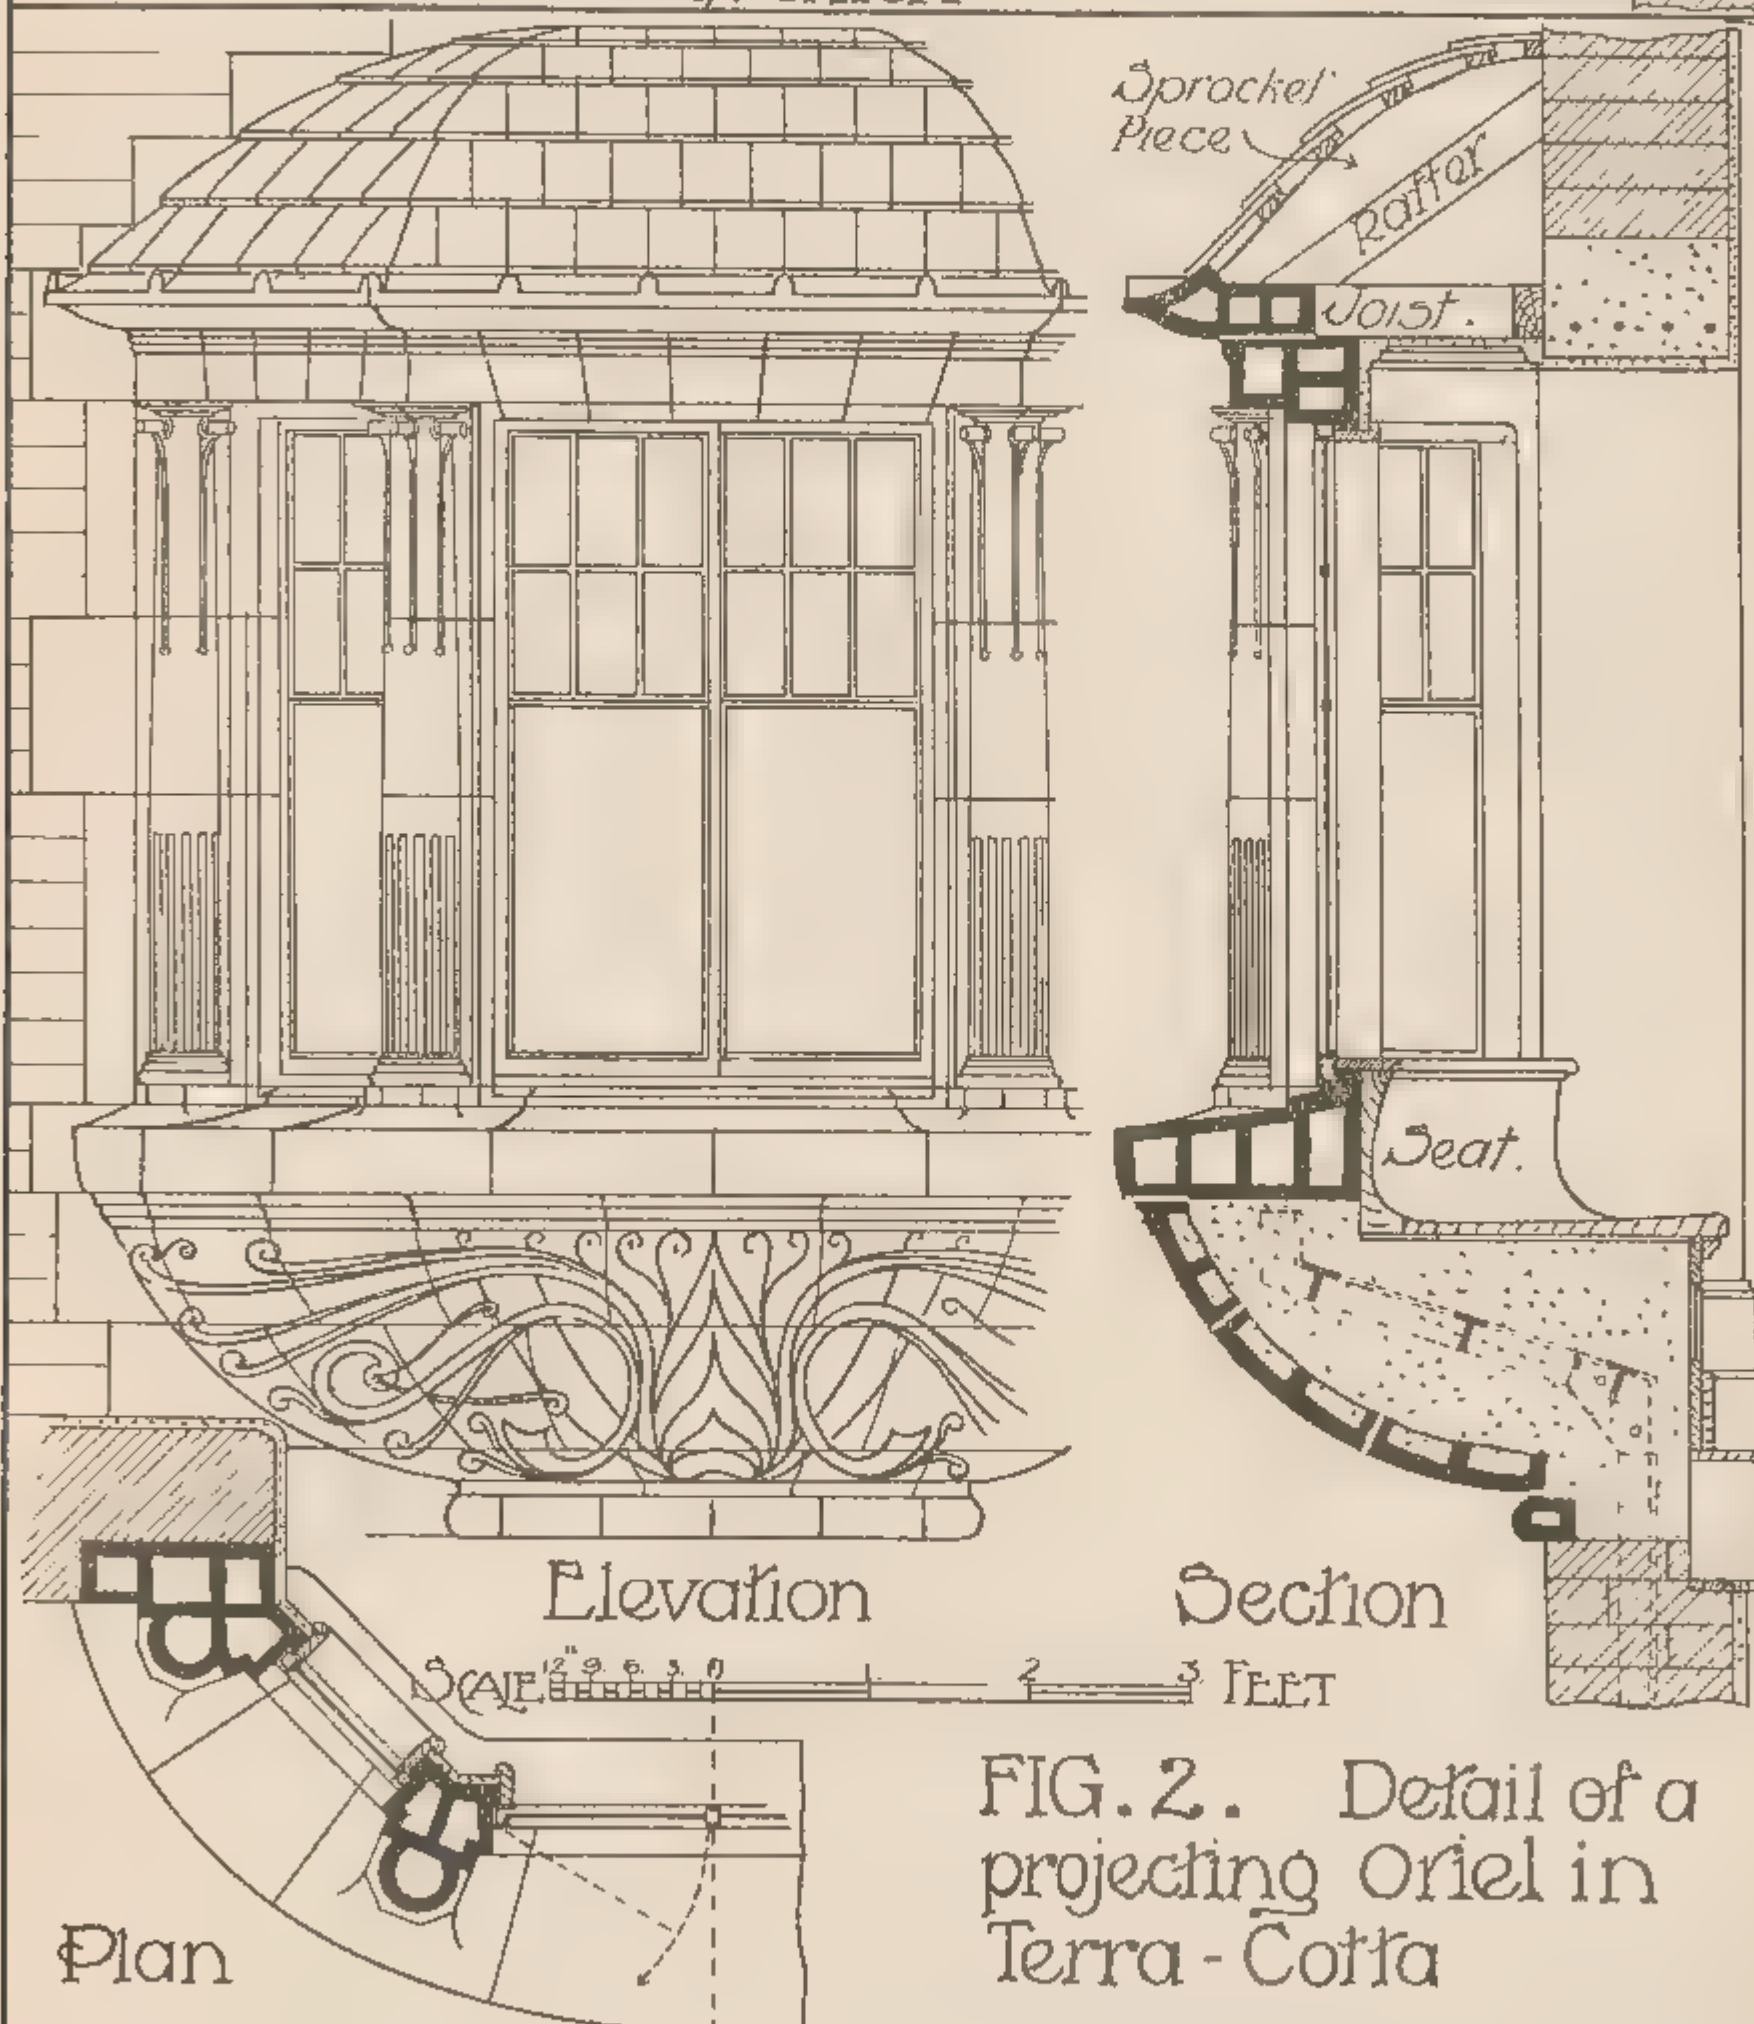 Sprocket
Piece
Rafter
Joist.
Seat.
Elevation
Section
SCALE 12" 9 6 3 0 2 3 FEET
Plan
FIG. 2. Detail of a
projecting Oriel in
Terra-Cotta